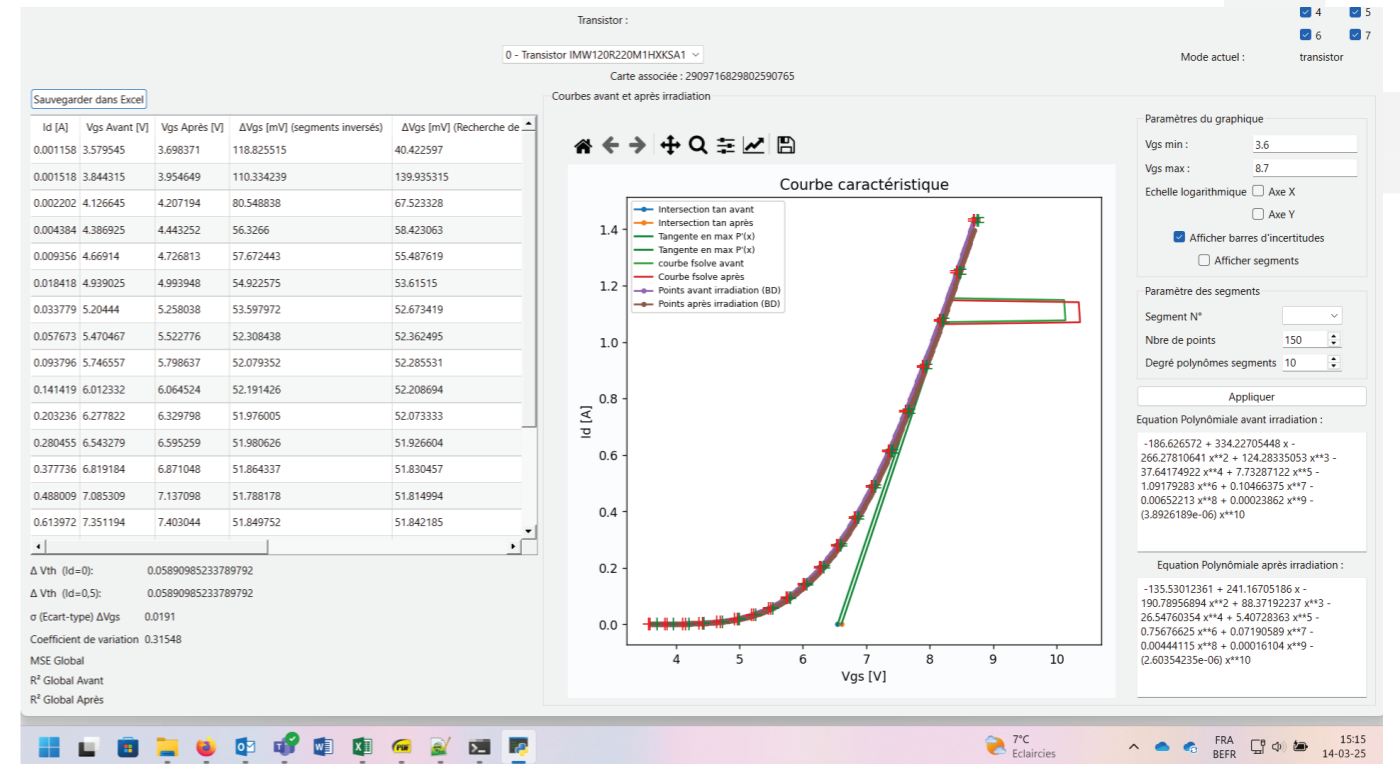 Transistor :
4 5
6 7
0 - Transistor IMW120R220M1HXKSA1
Mode actuel : transistor
Carte associée : 2909716829802590765
Sauvegarder dans Excel
Id [A] Vgs Avant [V] Vgs Après [V] ΔVgs [mV] (segments inversés) ΔVgs [mV] (Recherche de
0.001158 3.579545 3.698371 118.825515 40.422597
0.001518 3.844315 3.954649 110.334239 139.935315
0.002202 4.126645 4.207194 80.548838 67.523328
0.004384 4.386925 4.443252 56.3266 58.423063
0.009356 4.66914 4.726813 57.672443 55.487619
0.018418 4.939025 4.993948 54.922575 53.61515
0.033779 5.20444 5.258038 53.597972 52.673419
0.057673 5.470467 5.522776 52.308438 52.362495
0.093796 5.746557 5.798637 52.079352 52.285531
0.141419 6.012332 6.064524 52.191426 52.208694
0.203236 6.277822 6.329798 51.976005 52.073333
0.280455 6.543279 6.595259 51.980626 51.926604
0.377736 6.819184 6.871048 51.864337 51.830457
0.488009 7.085309 7.137098 51.788178 51.814994
0.613972 7.351194 7.403044 51.849752 51.842185
Δ Vth (Id=0): 0.05890985233789792
Δ Vth (Id=0,5): 0.05890985233789792
σ (Ecart-type) ΔVgs 0.0191
Coefficient de variation 0.31548
MSE Global
R² Global Avant
R² Global Après
Courbes avant et après irradiation
Courbe caractéristique
Intersection tan avant
Intersection tan après
Tangente en max P'(x)
Tangente en max P'(x)
courbe fsolve avant
Courbe fsolve après
Points avant irradiation (BD)
Points après irradiation (BD)
1.4
1.2
1.0
0.8
0.6
0.4
0.2
0.0
Id [A]
4 5 6 7 8 9 10
Vgs [V]
Paramètres du graphique
Vgs min : 3.6
Vgs max : 8.7
Echelle logarithmique Axe X
Axe Y
Afficher barres d'incertitudes
Afficher segments
Paramètre des segments
Segment N°
Nbre de points 150
Degré polynômes segments 10
Appliquer
Equation Polynômiale avant irradiation :
-186.626572 + 334.22705448 x -
266.27810641 x**2 + 124.28335053 x**3 -
37.64174922 x**4 + 7.73287122 x**5 -
1.09179283 x**6 + 0.10466375 x**7 -
0.00652213 x**8 + 0.00023862 x**9 -
(3.8926189e-06) x**10
Equation Polynômiale après irradiation :
-135.53012361 + 241.16705186 x -
190.78956894 x**2 + 88.37192237 x**3 -
26.54760354 x**4 + 5.40728363 x**5 -
0.75676625 x**6 + 0.07190589 x**7 -
0.00444115 x**8 + 0.00016104 x**9 -
(2.60354235e-06) x**10
7°C
Eclaircies
FRA
BEFR
15:15
14-03-25